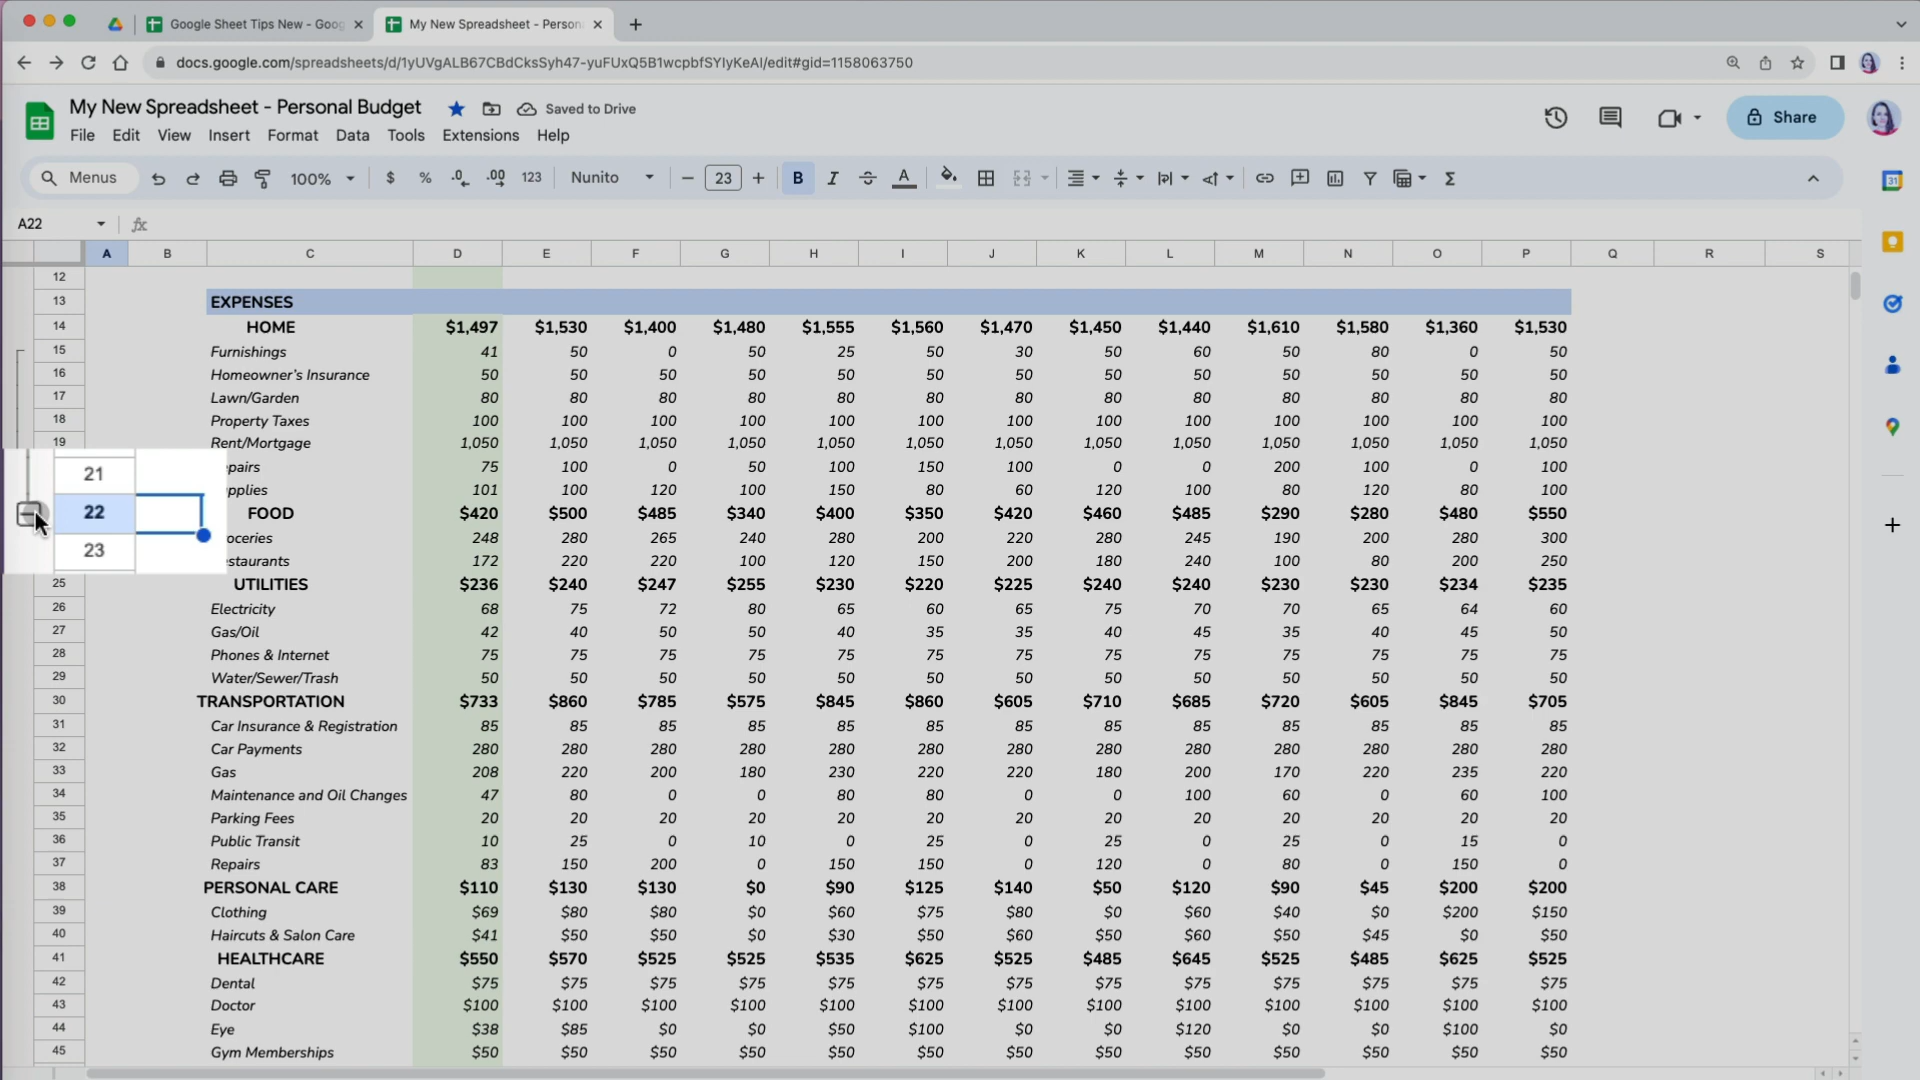 Google Sheet Tips New - Goog
My New Spreadsheet - Person
docs.google.com/spreadsheets/d/1yUVgALB67CBdCksSyh47-yuFUxQ5B1wcpbfSYIyKeAI/edit#gid=1158063750
My New Spreadsheet - Personal Budget Saved to Drive
File Edit View Insert Format Data Tools Extensions Help
Share
Menus 100% $ % .0 .00 123 Nunito 23 B I S A Σ
31
A22 fx
A B C D E F G H I J K L M N O P Q R S
12
13 EXPENSES
14 HOME $1,497 $1,530 $1,400 $1,480 $1,555 $1,560 $1,470 $1,450 $1,440 $1,610 $1,580 $1,360 $1,530
15 Furnishings 41 50 0 50 25 50 30 50 60 50 80 0 50
16 Homeowner's Insurance 50 50 50 50 50 50 50 50 50 50 50 50 50
17 Lawn/Garden 80 80 80 80 80 80 80 80 80 80 80 80 80
18 Property Taxes 100 100 100 100 100 100 100 100 100 100 100 100 100
19 Rent/Mortgage 1,050 1,050 1,050 1,050 1,050 1,050 1,050 1,050 1,050 1,050 1,050 1,050 1,050
epairs 75 100 0 50 100 150 100 0 0 200 100 0 100
21 upplies 101 100 120 100 150 80 60 120 100 80 120 80 100
22 FOOD $420 $500 $485 $340 $400 $350 $420 $460 $485 $290 $280 $480 $550
23 roceries 248 280 265 240 280 200 220 280 245 190 200 280 300
estaurants 172 220 220 100 120 150 200 180 240 100 80 200 250
25 UTILITIES $236 $240 $247 $255 $230 $220 $225 $240 $240 $230 $230 $234 $235
26 Electricity 68 75 72 80 65 60 65 75 70 70 65 64 60
27 Gas/Oil 42 40 50 50 40 35 35 40 45 35 40 45 50
28 Phones & Internet 75 75 75 75 75 75 75 75 75 75 75 75 75
29 Water/Sewer/Trash 50 50 50 50 50 50 50 50 50 50 50 50 50
30 TRANSPORTATION $733 $860 $785 $575 $845 $860 $605 $710 $685 $720 $605 $845 $705
31 Car Insurance & Registration 85 85 85 85 85 85 85 85 85 85 85 85 85
32 Car Payments 280 280 280 280 280 280 280 280 280 280 280 280 280
33 Gas 208 220 200 180 230 220 220 180 200 170 220 235 220
34 Maintenance and Oil Changes 47 80 0 0 80 80 0 0 100 60 0 60 100
35 Parking Fees 20 20 20 20 20 20 20 20 20 20 20 20 20
36 Public Transit 10 25 0 10 0 25 0 25 0 25 0 15 0
37 Repairs 83 150 200 0 150 150 0 120 0 80 0 150 0
38 PERSONAL CARE $110 $130 $130 $0 $90 $125 $140 $50 $120 $90 $45 $200 $200
39 Clothing $69 $80 $80 $0 $60 $75 $80 $0 $60 $40 $0 $200 $150
40 Haircuts & Salon Care $41 $50 $50 $0 $30 $50 $60 $50 $60 $50 $45 $0 $50
41 HEALTHCARE $550 $570 $525 $525 $535 $625 $525 $485 $645 $525 $485 $625 $525
42 Dental $75 $75 $75 $75 $75 $75 $75 $75 $75 $75 $75 $75 $75
43 Doctor $100 $100 $100 $100 $100 $100 $100 $100 $100 $100 $100 $100 $100
44 Eye $38 $85 $0 $0 $50 $100 $0 $0 $120 $0 $0 $100 $0
45 Gym Memberships $50 $50 $50 $50 $50 $50 $50 $50 $50 $50 $50 $50 $50